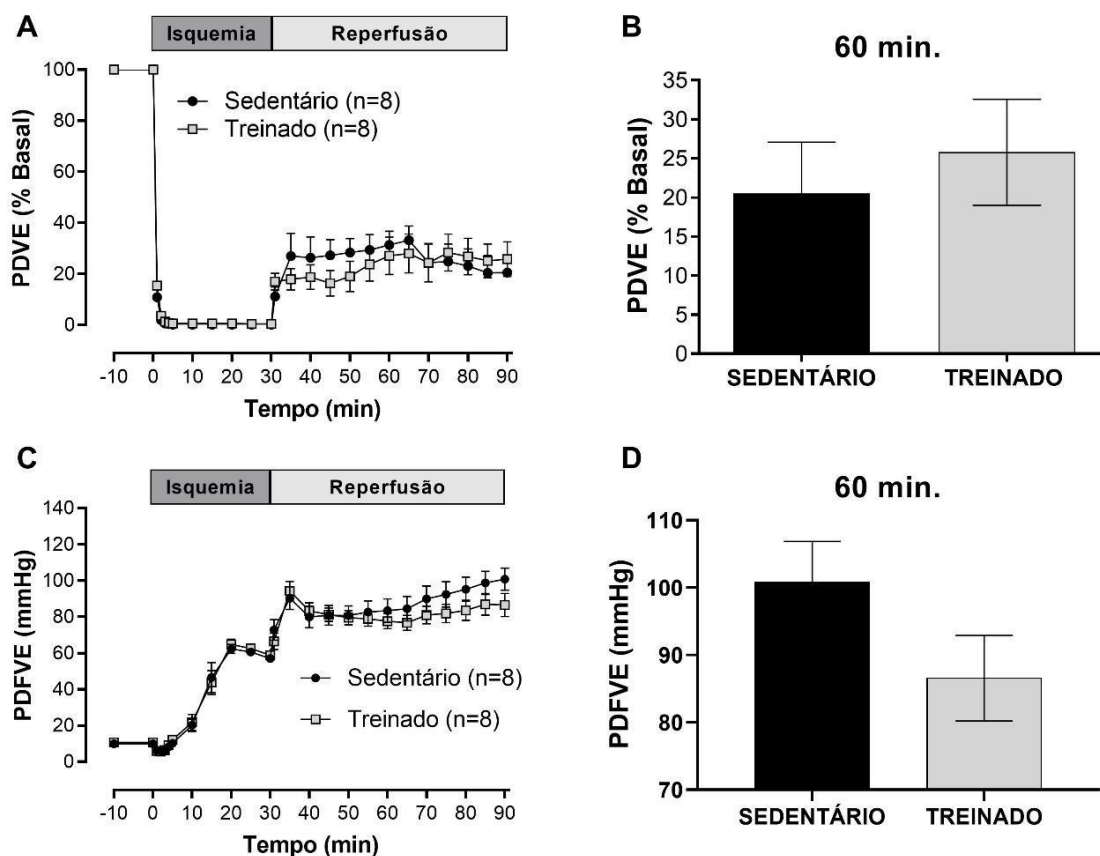 A
Isquemia Reperfusão
PDVE (% Basal)
100
80
60
40
20
0
Sedentário (n=8)
Treinado (n=8)
-10 0 10 20 30 40 50 60 70 80 90
Tempo (min)
B
60 min.
PDVE (% Basal)
35
30
25
20
15
10
5
0
SEDENTÁRIO TREINADO
C
Isquemia Reperfusão
PDFVE (mmHg)
140
120
100
80
60
40
20
0
Sedentário (n=8)
Treinado (n=8)
-10 0 10 20 30 40 50 60 70 80 90
Tempo (min)
D
60 min.
PDFVE (mmHg)
110
100
90
80
70
SEDENTÁRIO TREINADO